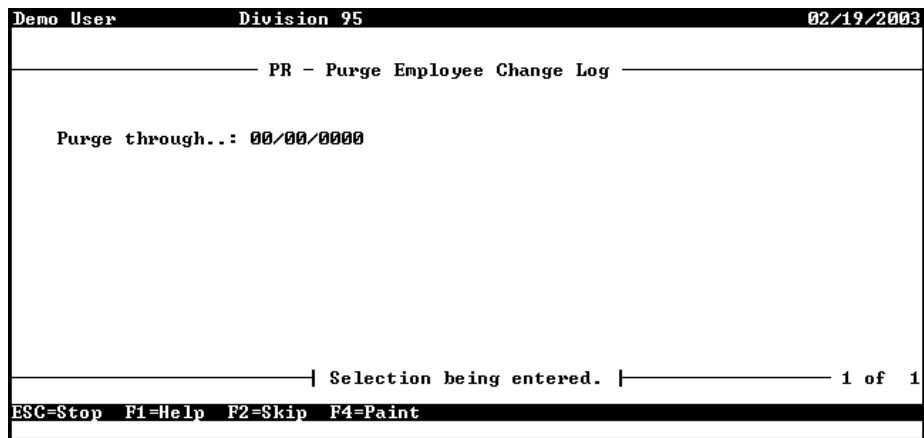 Demo User Division 95 02/19/2003
PR - Purge Employee Change Log
Purge through..: 00/00/0000
Selection being entered. 1 of 1
ESC=Stop F1=Help F2=Skip F4=Paint